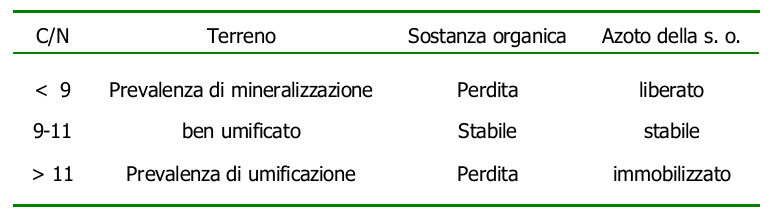 C/N Terreno Sostanza organica Azoto della s. o.
< 9 Prevalenza di mineralizzazione Perdita liberato
9-11 ben umificato Stabile stabile
> 11 Prevalenza di umificazione Perdita immobilizzato